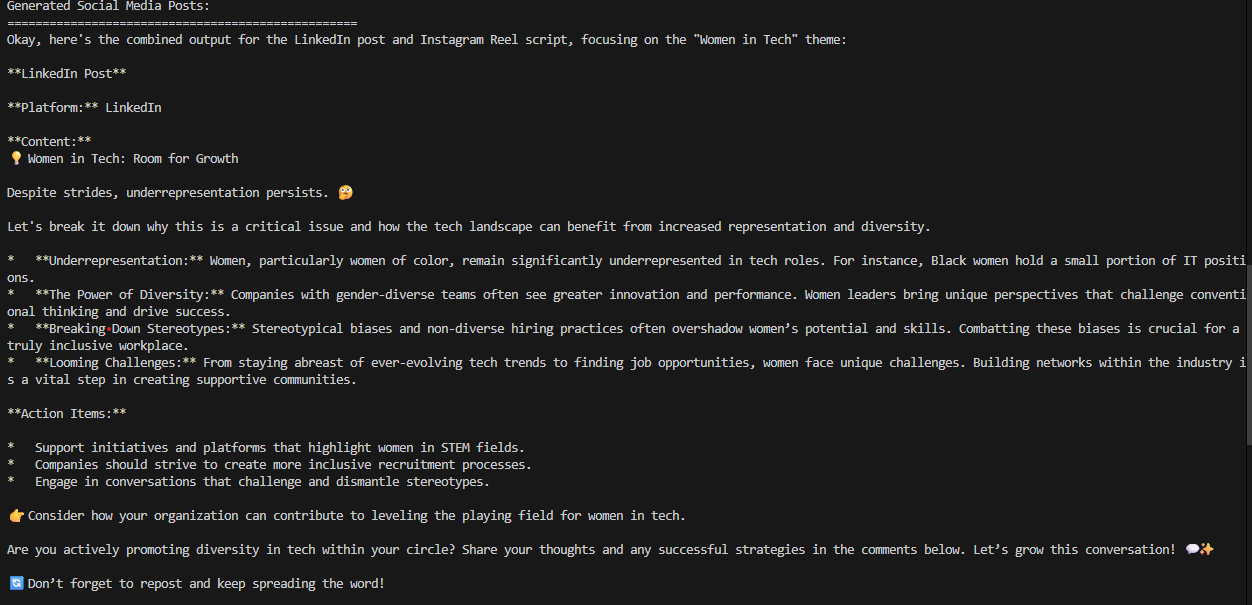 Generated Social Media Posts:
==================================================
Okay, here's the combined output for the LinkedIn post and Instagram Reel script, focusing on the "Women in Tech" theme:
**LinkedIn Post**
**Platform:** LinkedIn
**Content:**
💡 Women in Tech: Room for Growth
Despite strides, underrepresentation persists. 🤔
Let's break it down why this is a critical issue and how the tech landscape can benefit from increased representation and diversity.
*   **Underrepresentation:** Women, particularly women of color, remain significantly underrepresented in tech roles. For instance, Black women hold a small portion of IT positi
ons.
*   **The Power of Diversity:** Companies with gender-diverse teams often see greater innovation and performance. Women leaders bring unique perspectives that challenge conventi
onal thinking and drive success.
*   **Breaking•Down Stereotypes:** Stereotypical biases and non-diverse hiring practices often overshadow women’s potential and skills. Combatting these biases is crucial for a
truly inclusive workplace.
*   **Looming Challenges:** From staying abreast of ever-evolving tech trends to finding job opportunities, women face unique challenges. Building networks within the industry i
s a vital step in creating supportive communities.
**Action Items:**
*   Support initiatives and platforms that highlight women in STEM fields.
*   Companies should strive to create more inclusive recruitment processes.
*   Engage in conversations that challenge and dismantle stereotypes.
👉 Consider how your organization can contribute to leveling the playing field for women in tech.
Are you actively promoting diversity in tech within your circle? Share your thoughts and any successful strategies in the comments below. Let’s grow this conversation! 💬✨
🔄 Don’t forget to repost and keep spreading the word!